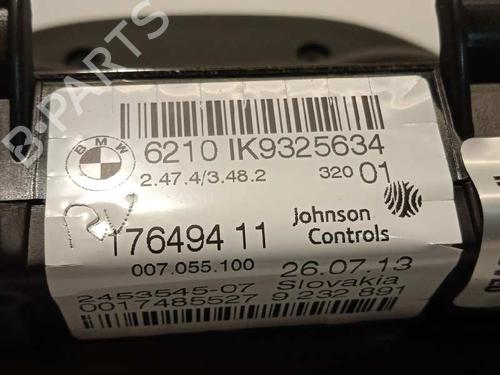 B-PARTS
BMW
6210 IK9325634
2.47.4/3.48.2
320 01
17649411
Johnson
Controls
007.055.100
26.07.13
2453545-07
Slovakia
0017485527
9 232 891